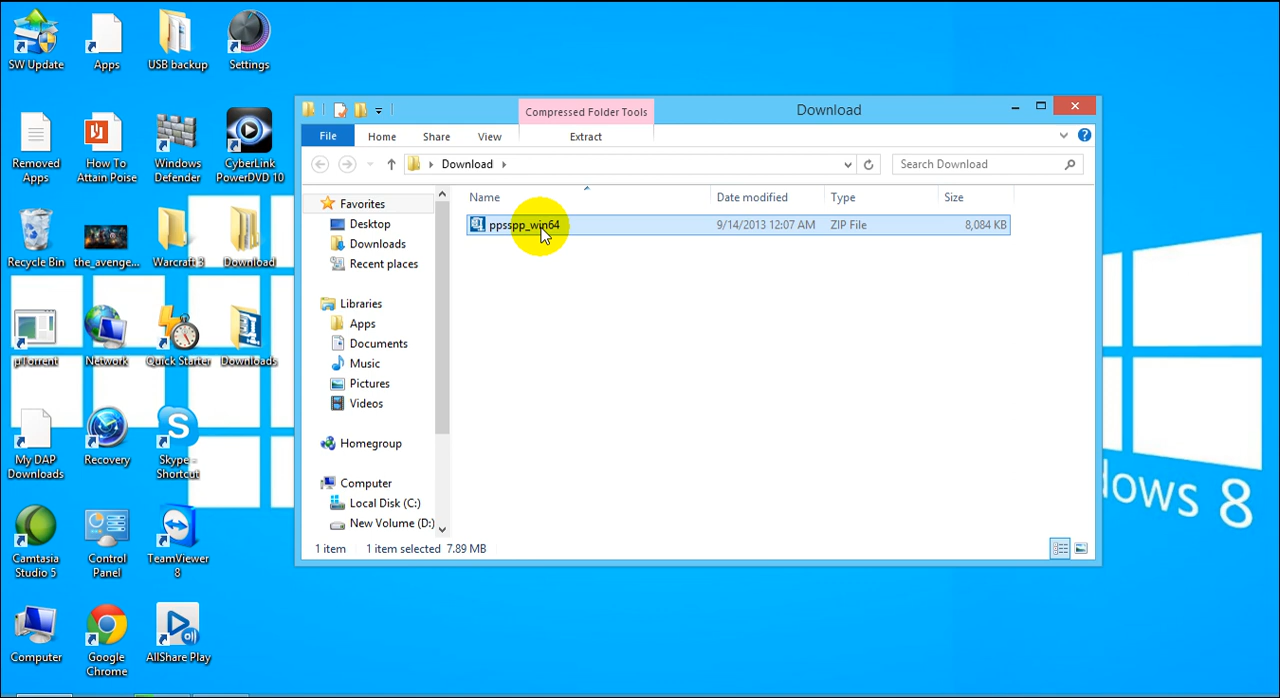 SW Update
Apps
USB backup
Settings
Removed
Apps
How To
Attain Poise
Windows
Defender
CyberLink
PowerDVD 10
Recycle Bin
the_avenge...
Warcraft 3
Download
µTorrent
Network
Quick Starter
Downloads
My DAP
Downloads
Recovery
Skype -
Shortcut
Camtasia
Studio 5
Control
Panel
TeamViewer
8
Computer
Google
Chrome
AllShare Play
Compressed Folder Tools
Download
File
Home
Share
View
Extract
Download
Search Download
Favorites
Desktop
Downloads
Recent places
Libraries
Apps
Documents
Music
Pictures
Videos
Homegroup
Computer
Local Disk (C:)
New Volume (D:)
Name
Date modified
Type
Size
ppsspp_win64
9/14/2013 12:07 AM
ZIP File
8,084 KB
1 item
1 item selected 7.89 MB
dows 8